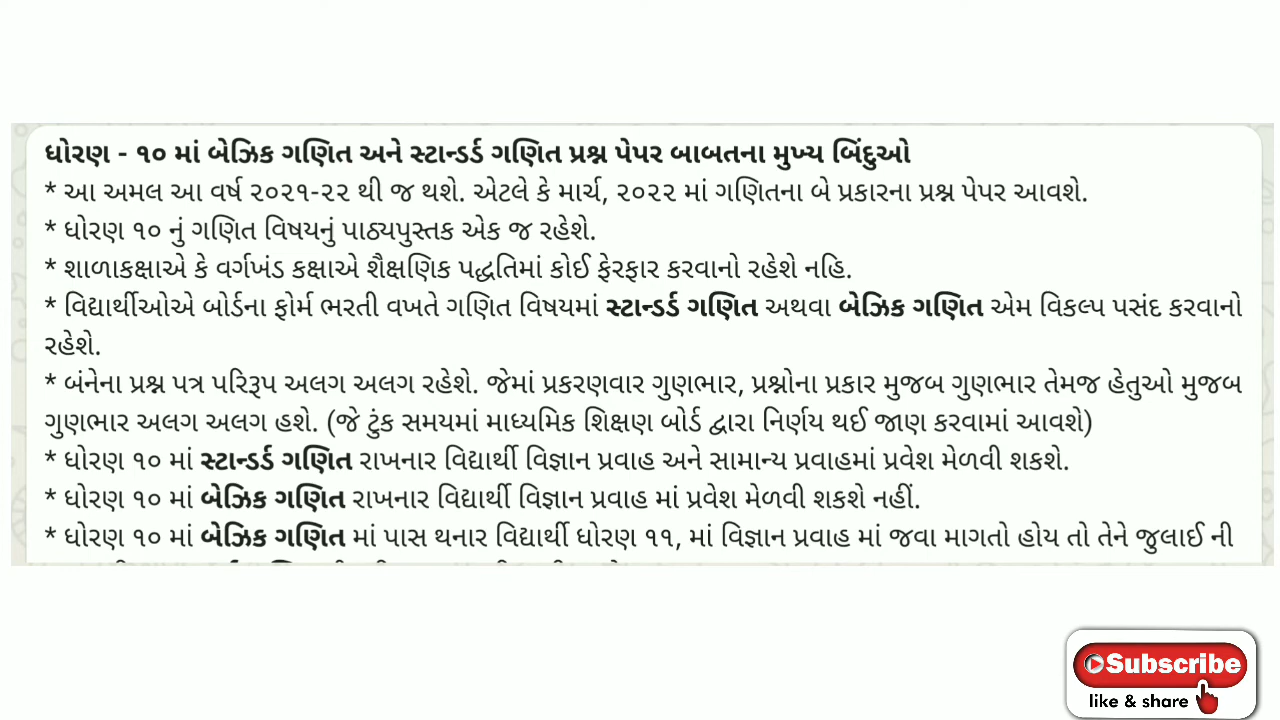 ધોરણ - ૧૦ માં બેઝિક ગણિત અને સ્ટાન્ડર્ડ ગણિત પ્રશ્ન પેપર બાબતના મુખ્ય બિંદુઓ
* આ અમલ આ વર્ષ ૨૦૨૧-૨૨ થી જ થશે. એટલે કે માર્ચ, ૨૦૨૨ માં ગણિતના બે પ્રકારના પ્રશ્ન પેપર આવશે.
* ધોરણ ૧૦ નું ગણિત વિષયનું પાઠ્યપુસ્તક એક જ રહેશે.
* શાળાકક્ષાએ કે વર્ગખંડ કક્ષાએ શૈક્ષણિક પદ્ધતિમાં કોઈ ફેરફાર કરવાનો રહેશે નહિ.
* વિદ્યાર્થીઓએ બોર્ડના ફોર્મ ભરતી વખતે ગણિત વિષયમાં સ્ટાન્ડર્ડ ગણિત અથવા બેઝિક ગણિત એમ વિકલ્પ પસંદ કરવાનો
રહેશે.
* બંનેના પ્રશ્ન પત્ર પરિરૂપ અલગ અલગ રહેશે. જેમાં પ્રકરણવાર ગુણભાર, પ્રશ્નોના પ્રકાર મુજબ ગુણભાર તેમજ હેતુઓ મુજબ
ગુણભાર અલગ અલગ હશે. (જે ટુંક સમયમાં માધ્યમિક શિક્ષણ બોર્ડ દ્વારા નિર્ણય થઈ જાણ કરવામાં આવશે)
* ધોરણ ૧૦ માં સ્ટાન્ડર્ડ ગણિત રાખનાર વિદ્યાર્થી વિજ્ઞાન પ્રવાહ અને સામાન્ય પ્રવાહમાં પ્રવેશ મેળવી શકશે.
* ધોરણ ૧૦ માં બેઝિક ગણિત રાખનાર વિદ્યાર્થી વિજ્ઞાન પ્રવાહ માં પ્રવેશ મેળવી શકશે નહીં.
* ધોરણ ૧૦ માં બેઝિક ગણિત માં પાસ થનાર વિદ્યાર્થી ધોરણ ૧૧, માં વિજ્ઞાન પ્રવાહ માં જવા માગતો હોય તો તેને જુલાઈ ની
Subscribe
like & share